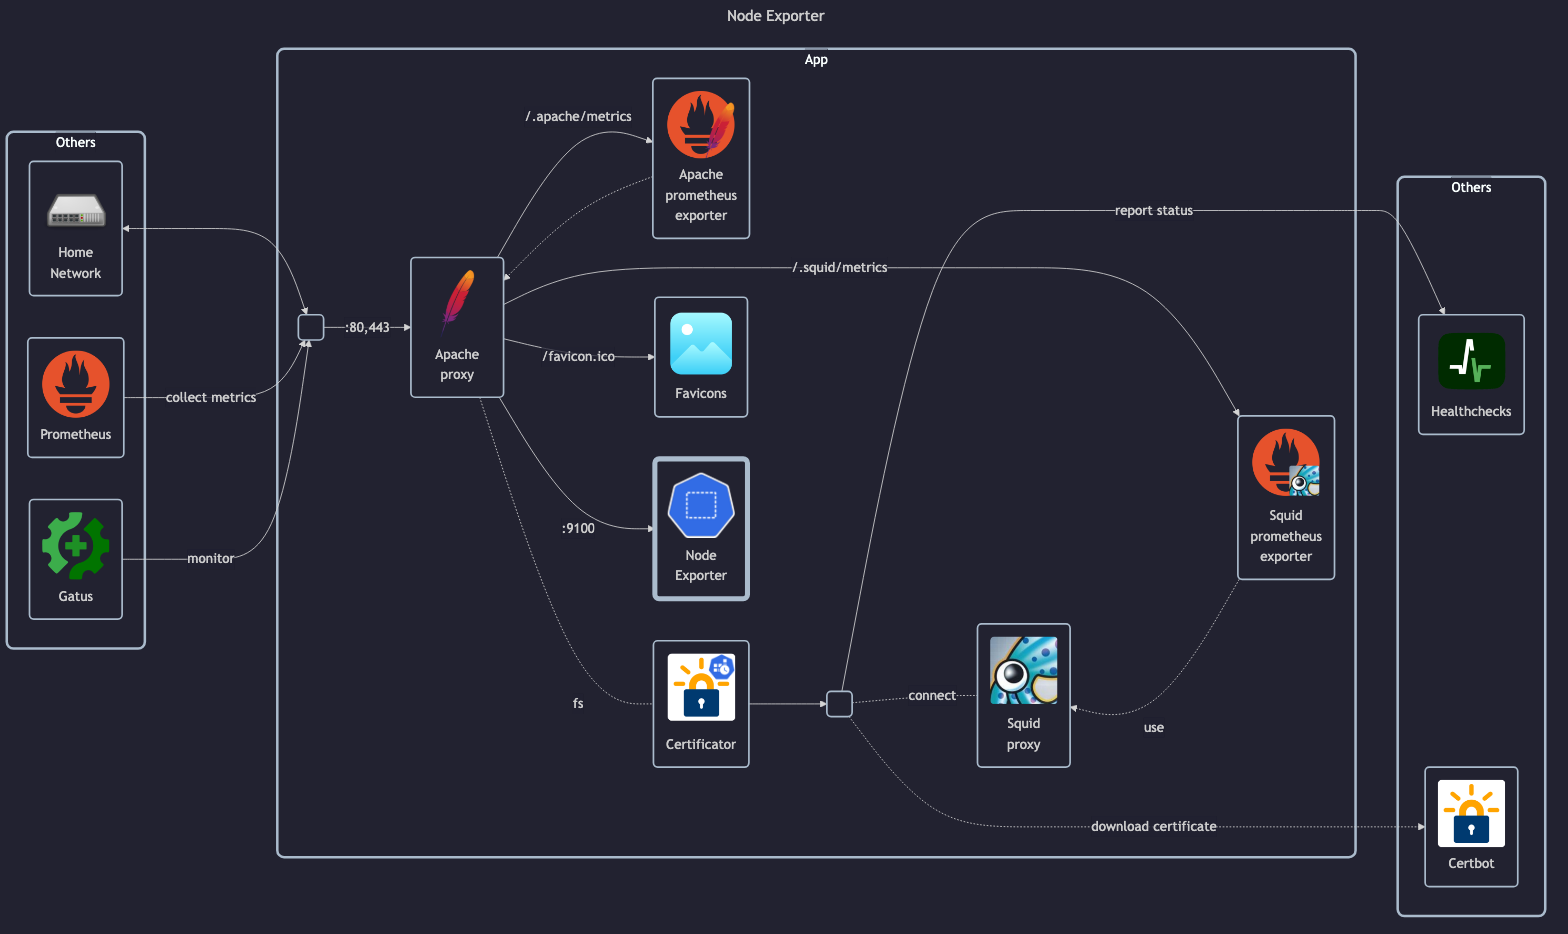 Node Exporter
App
Others
Home
Network
Prometheus
Gatus
collect metrics
monitor
:80,443
Apache
proxy
/.apache/metrics
Apache
prometheus
exporter
/.squid/metrics
/favicon.ico
Favicons
:9100
Node
Exporter
fs
Certificator
connect
Squid
proxy
use
Squid
prometheus
exporter
report status
download certificate
Others
Healthchecks
Certbot